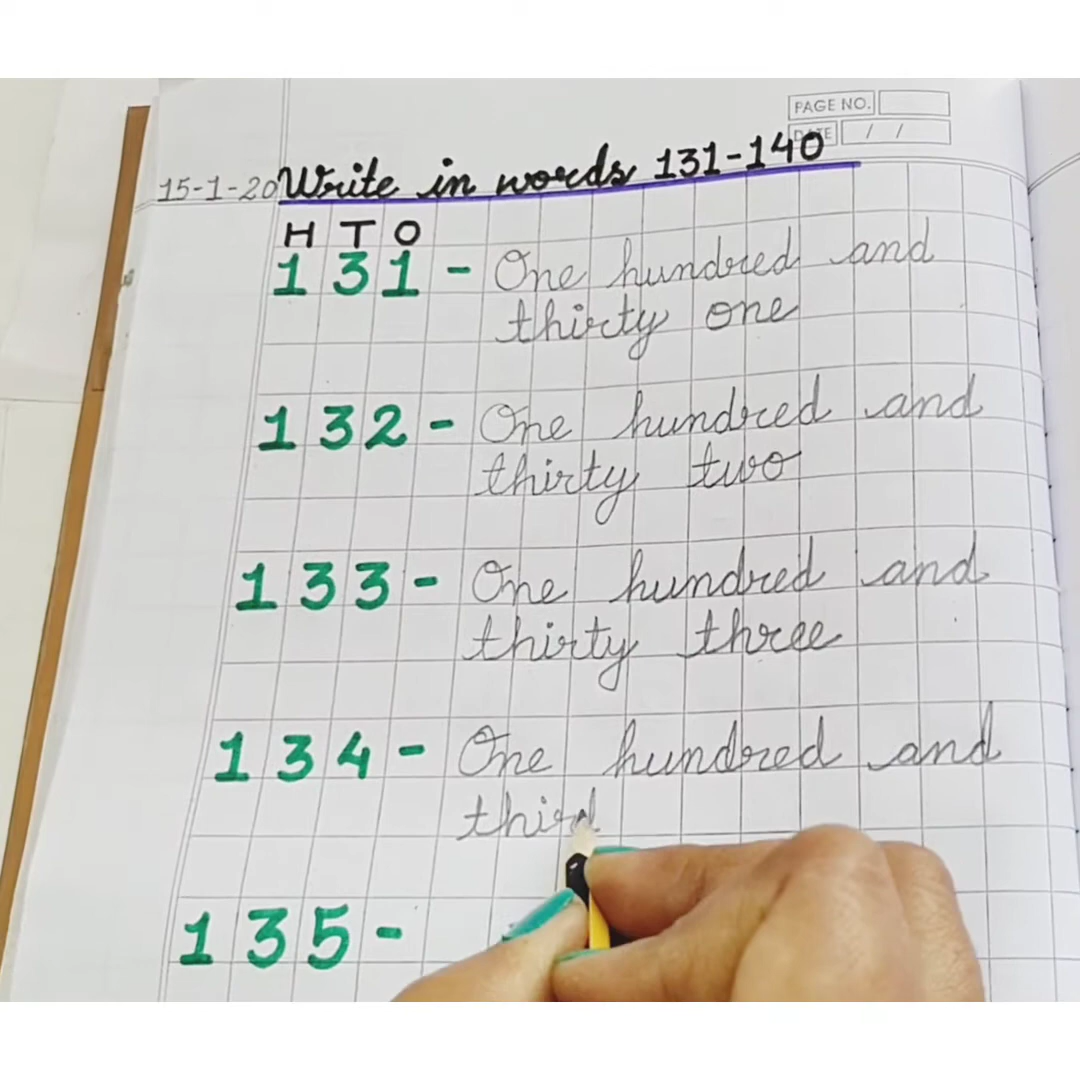 PAGE NO.
DATE / /
15-1-20 Write in words 131-140
H T O
131 - One hundred and
thirty one
132 - One hundred and
thirty two
133 - One hundred and
thirty three
134 - One hundred and
135 -